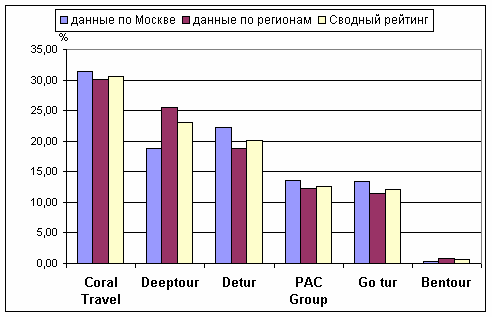 данные по Москве данные по регионам Сводный рейтинг
%
35,00
30,00
25,00
20,00
15,00
10,00
5,00
0,00
Coral Travel
Deeptour
Detur
PAC Group
Go tur
Bentour